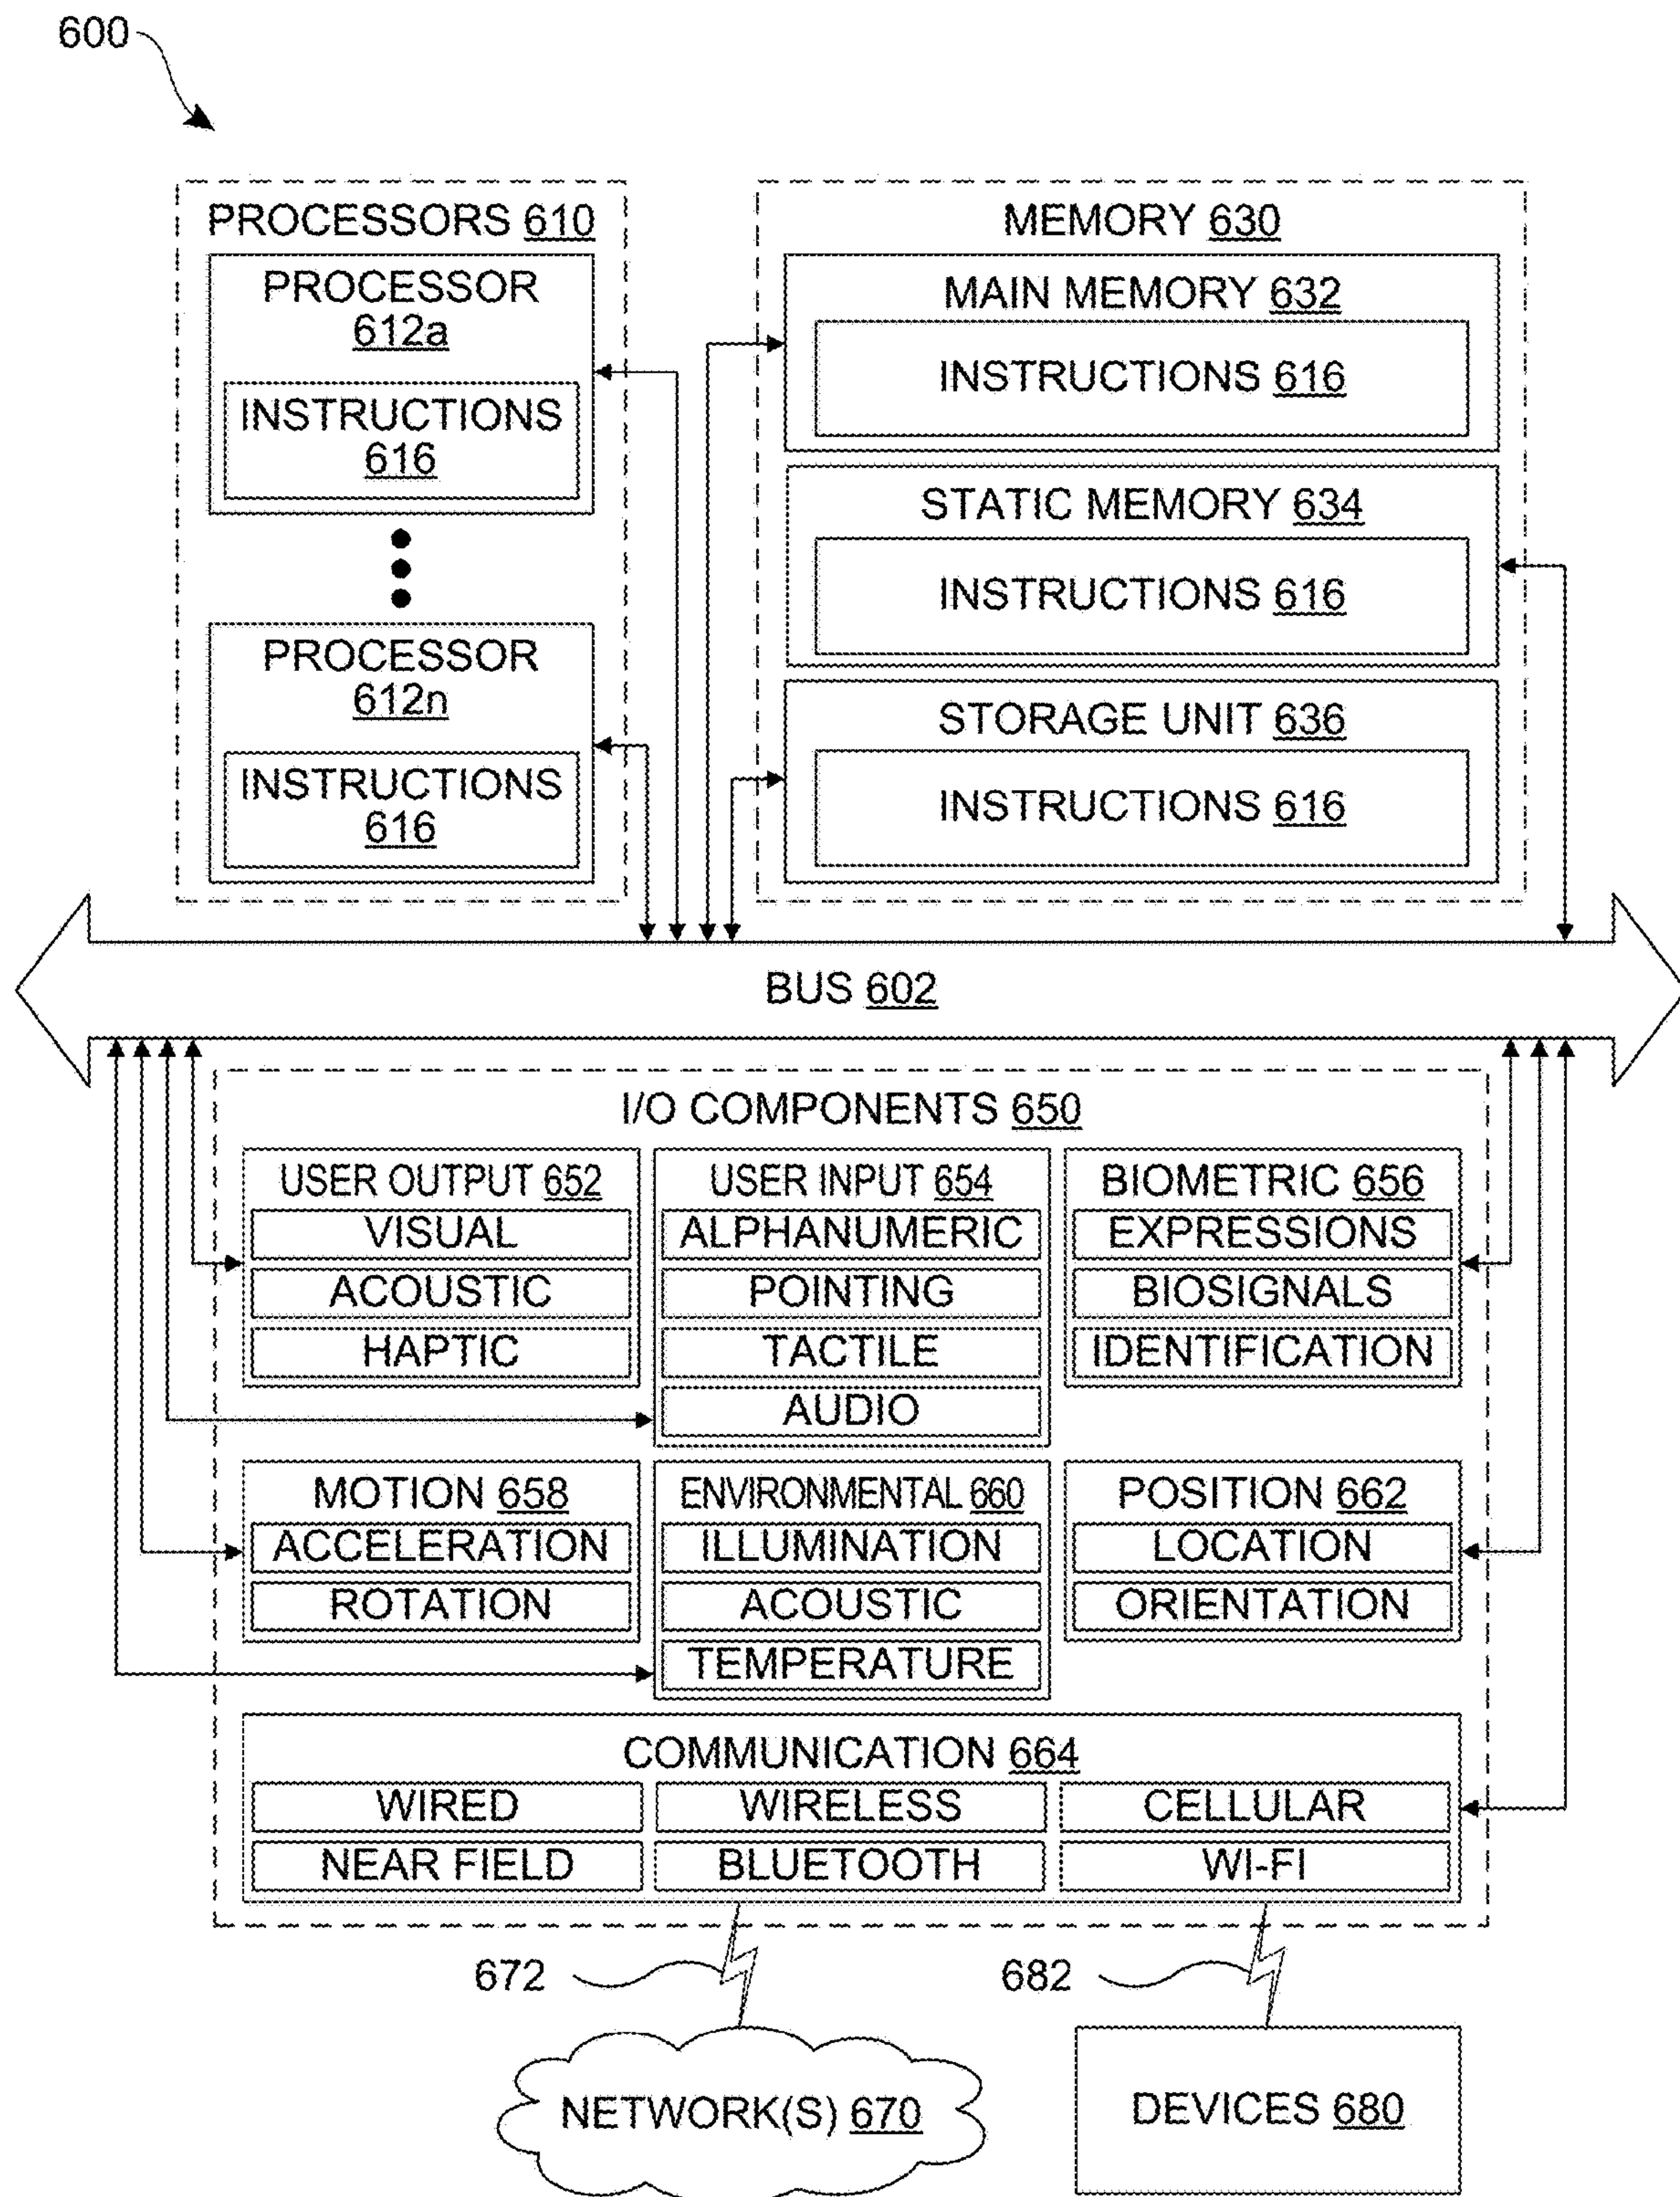 600
PROCESSORS 610
PROCESSOR
612a
INSTRUCTIONS
616
PROCESSOR
612n
INSTRUCTIONS
616
MEMORY 630
MAIN MEMORY 632
INSTRUCTIONS 616
STATIC MEMORY 634
INSTRUCTIONS 616
STORAGE UNIT 636
INSTRUCTIONS 616
BUS 602
I/O COMPONENTS 650
USER OUTPUT 652
VISUAL
ACOUSTIC
HAPTIC
USER INPUT 654
ALPHANUMERIC
POINTING
TACTILE
AUDIO
BIOMETRIC 656
EXPRESSIONS
BIOSIGNALS
IDENTIFICATION
MOTION 658
ACCELERATION
ROTATION
ENVIRONMENTAL 660
ILLUMINATION
ACOUSTIC
TEMPERATURE
POSITION 662
LOCATION
ORIENTATION
COMMUNICATION 664
WIRED
WIRELESS
CELLULAR
NEAR FIELD
BLUETOOTH
WI-FI
672
682
NETWORK(S) 670
DEVICES 680